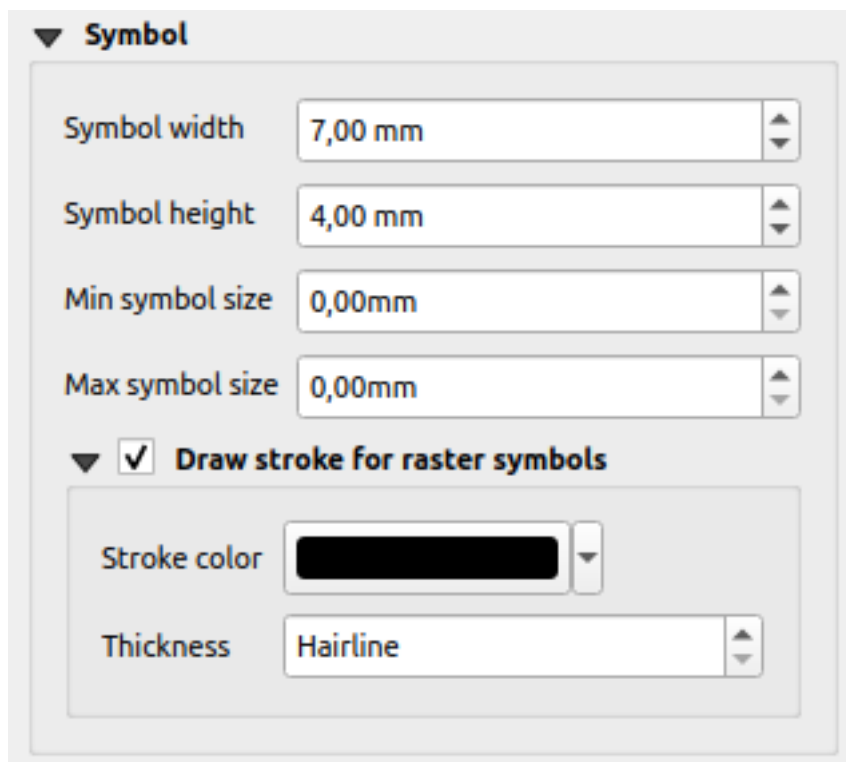 Symbol
Symbol width 7,00 mm
Symbol height 4,00 mm
Min symbol size 0,00mm
Max symbol size 0,00mm
Draw stroke for raster symbols
Stroke color
Thickness Hairline